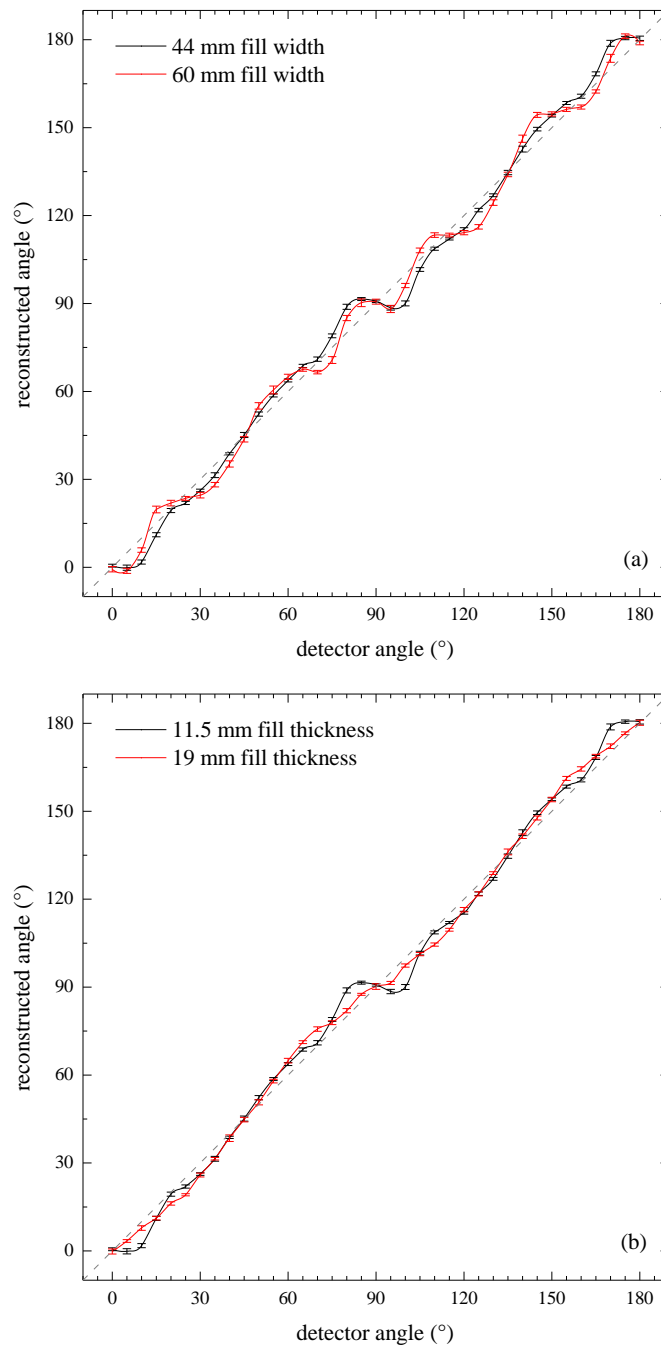 180
150
120
90
60
30
0
reconstructed angle (°)
44 mm fill width
60 mm fill width
(a)
0 30 60 90 120 150 180
detector angle (°)
180
150
120
90
60
30
0
reconstructed angle (°)
11.5 mm fill thickness
19 mm fill thickness
(b)
0 30 60 90 120 150 180
detector angle (°)